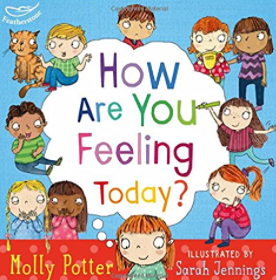 Featherstone
How
Are You
Feeling
Today?
Molly Potter
ILLUSTRATED BY
Sarah Jennings